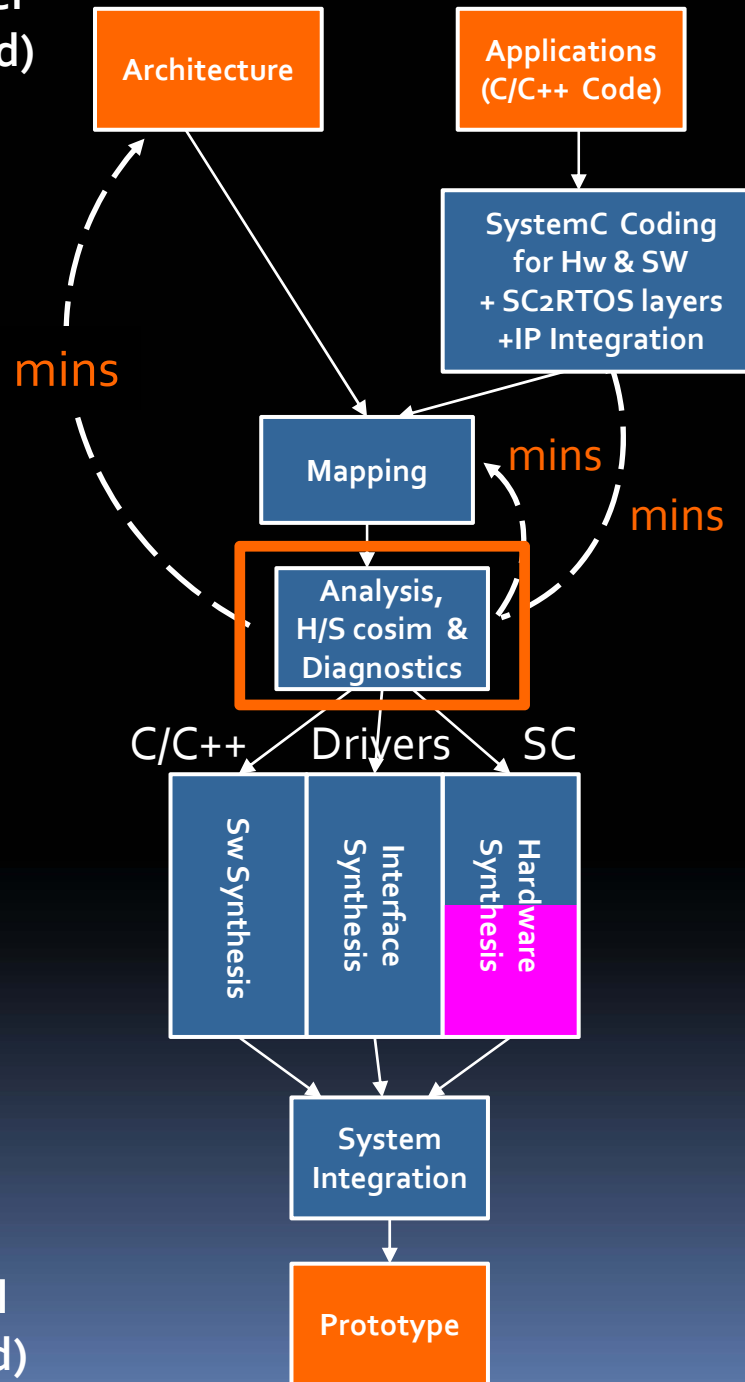 er
d)
Architecture
Applications
(C/C++ Code)
SystemC Coding
for Hw & SW
+ SC2RTOS layers
+IP Integration
mins
Mapping
mins
mins
Analysis,
H/S cosim &
Diagnostics
C/C++
Drivers
SC
Sw Synthesis
Interface
Synthesis
Hardware
Synthesis
System
Integration
Prototype
d)